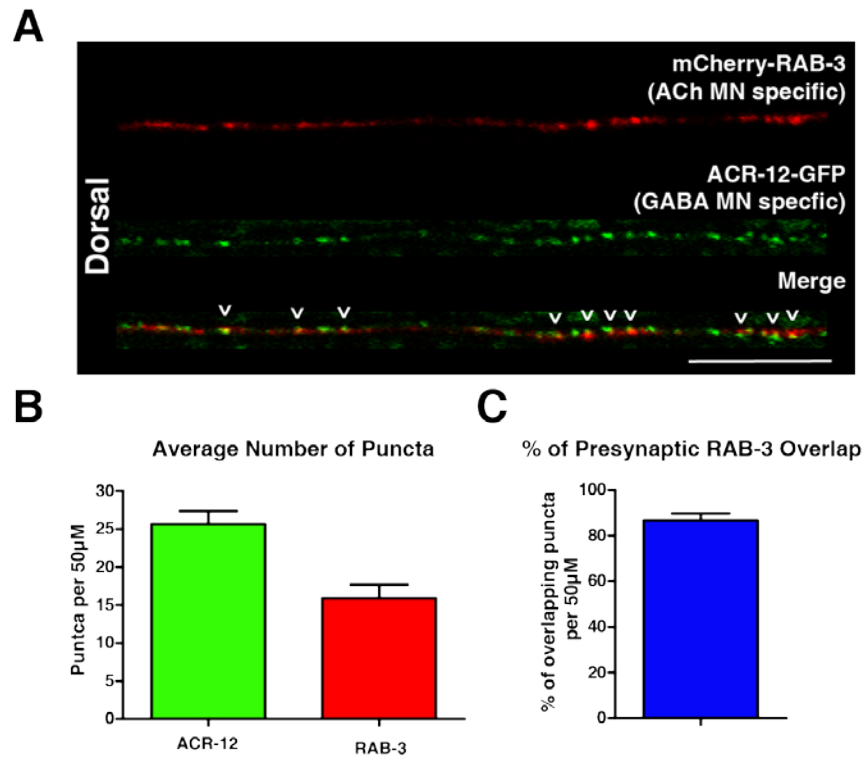 A
mCherry-RAB-3
(ACh MN specific)
ACR-12-GFP
(GABA MN specfic)
Dorsal
Merge
B
Average Number of Puncta
Puntca per 50µM
30
25
20
15
10
5
0
ACR-12
RAB-3
C
% of Presynaptic RAB-3 Overlap
% of overlapping puncta
per 50µM
100
80
60
40
20
0